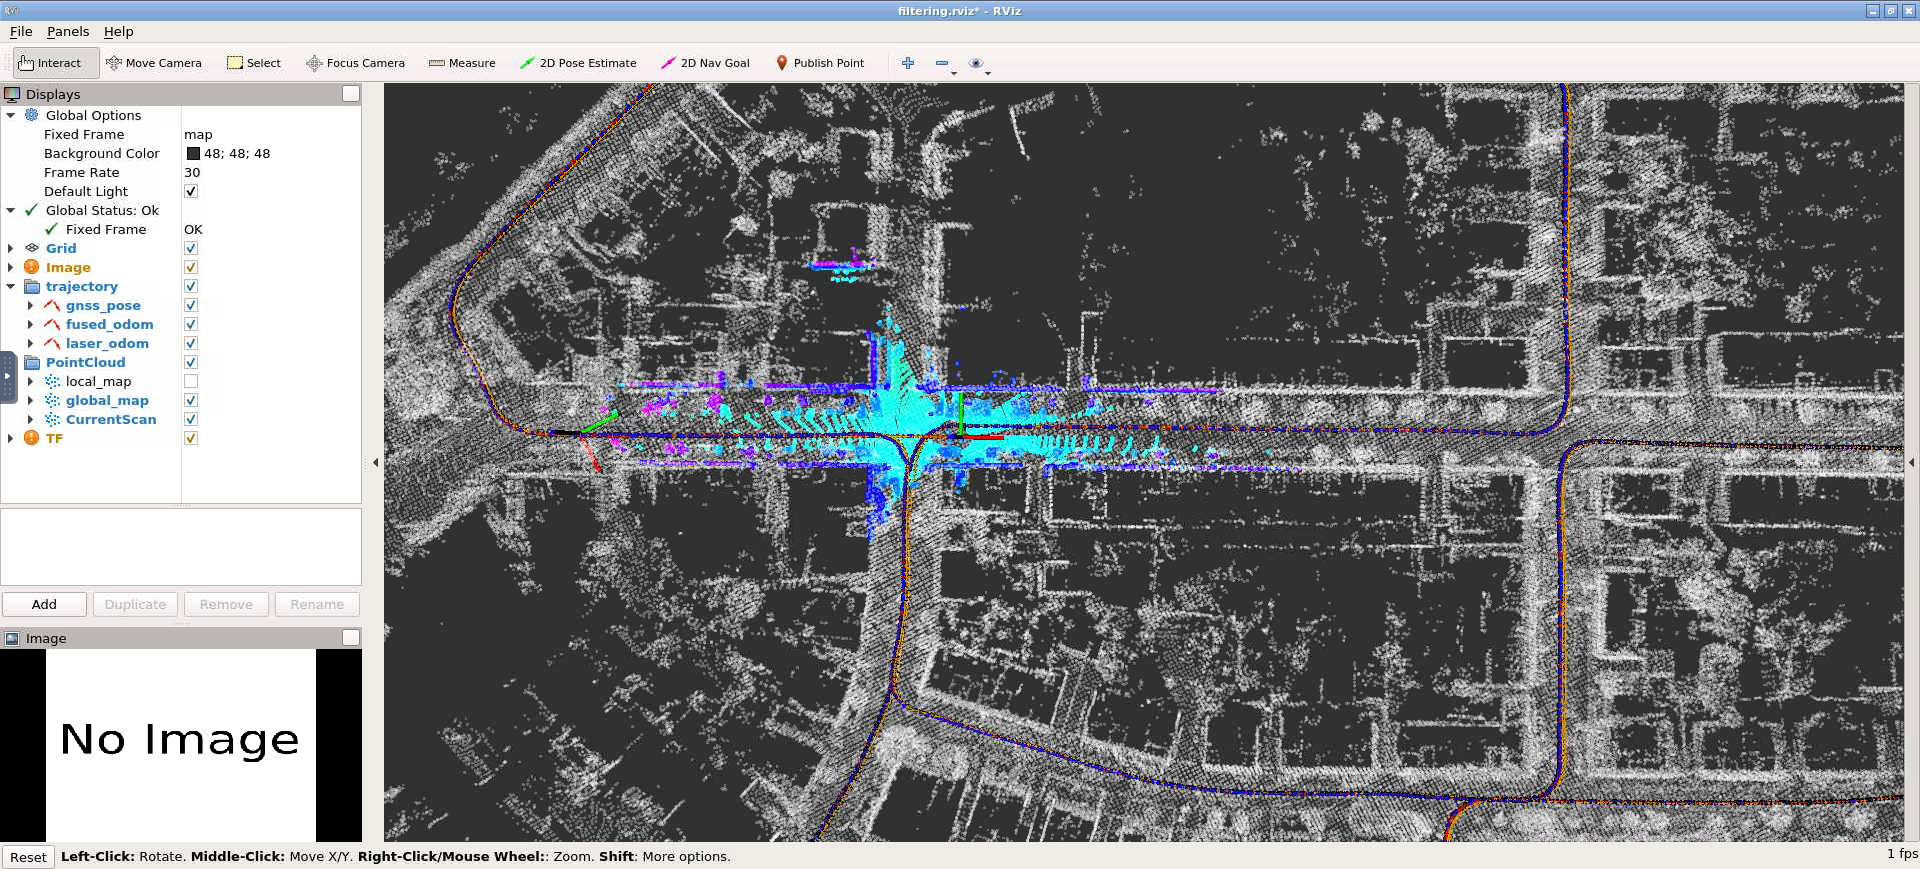 filtering.rviz* - RViz
File Panels Help
Interact Move Camera Select Focus Camera Measure 2D Pose Estimate 2D Nav Goal Publish Point
Displays
Global Options
Fixed Frame map
Background Color 48; 48; 48
Frame Rate 30
Default Light
Global Status: Ok
Fixed Frame OK
Grid
Image
trajectory
gnss_pose
fused_odom
laser_odom
PointCloud
local_map
global_map
CurrentScan
TF
Add Duplicate Remove Rename
Image
No Image
Reset Left-Click: Rotate. Middle-Click: Move X/Y. Right-Click/Mouse Wheel:: Zoom. Shift: More options. 1 fps